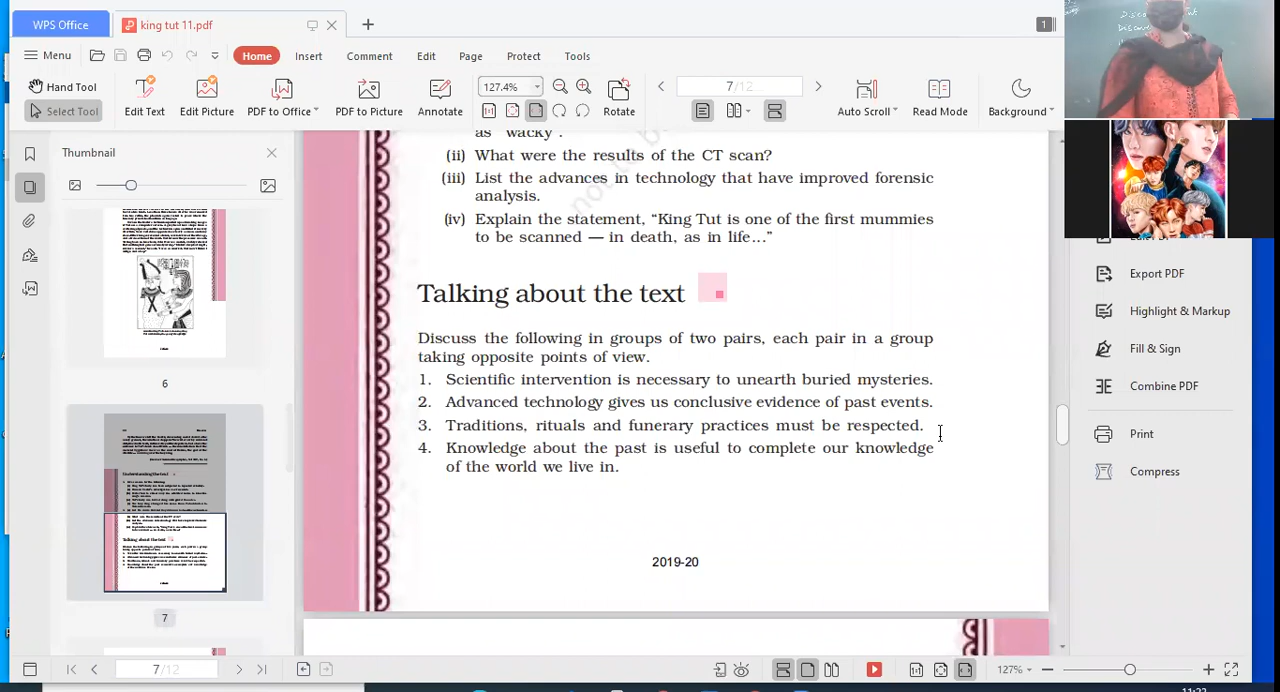 WPS Office
king tut 11.pdf
1
Menu
Home
Insert
Comment
Edit
Page
Protect
Tools
Hand Tool
Select Tool
Edit Text
Edit Picture
PDF to Office
PDF to Picture
Annotate
127.4%
Rotate
7/12
Auto Scroll
Read Mode
Background
Thumbnail
6
7
as "wacky".
(ii) What were the results of the CT scan?
(iii) List the advances in technology that have improved forensic
analysis.
(iv) Explain the statement, "King Tut is one of the first mummies
to be scanned — in death, as in life..."
Talking about the text
Discuss the following in groups of two pairs, each pair in a group
taking opposite points of view.
1. Scientific intervention is necessary to unearth buried mysteries.
2. Advanced technology gives us conclusive evidence of past events.
3. Traditions, rituals and funerary practices must be respected.
4. Knowledge about the past is useful to complete our knowledge
of the world we live in.
2019-20
Export PDF
Highlight & Markup
Fill & Sign
Combine PDF
Print
Compress
7/12
127%